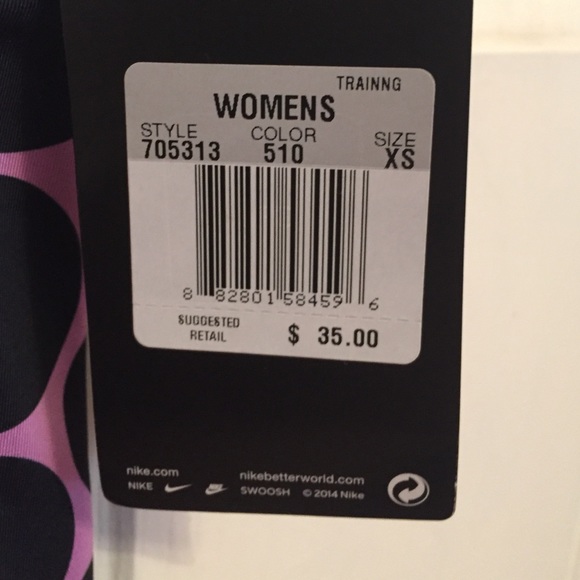 TRAINNG
WOMENS
STYLE COLOR SIZE
705313 510 XS
8 82801 58459 6
SUGGESTED
RETAIL
$ 35.00
nike.com nikebetterworld.com
NIKE SWOOSH © 2014 Nike